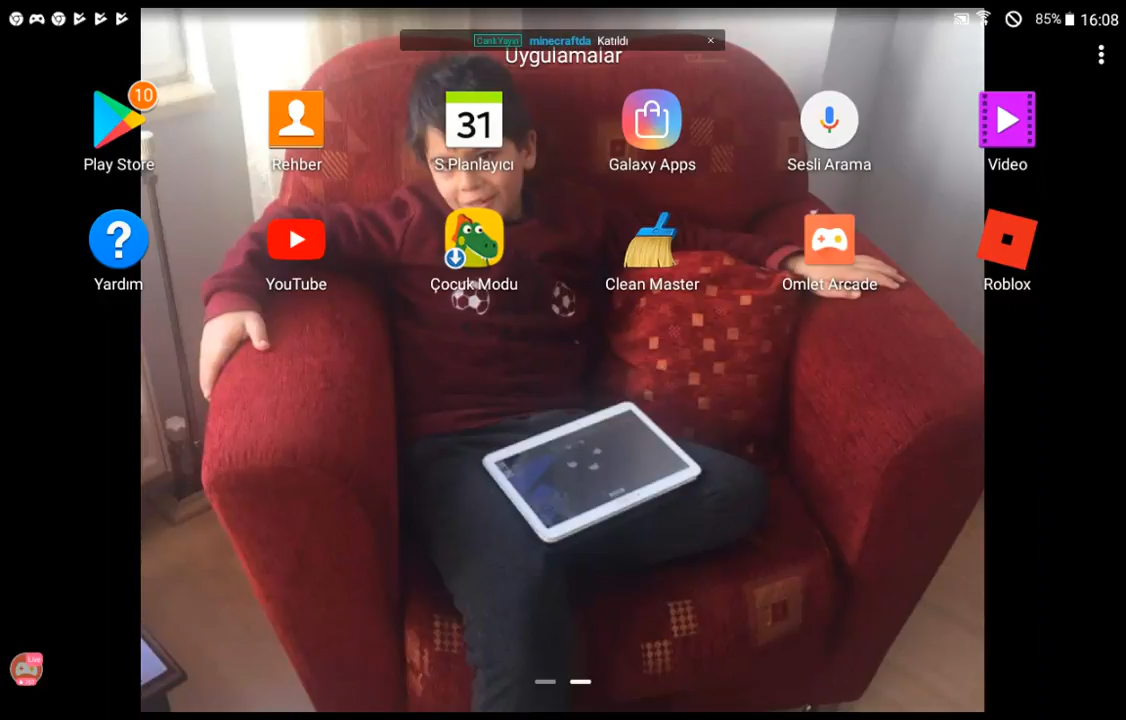 85% 16:08
Canlı Yayın minecraftda Katıldı ×
Uygulamalar
10
31
Play Store Rehber S Planlayıcı Galaxy Apps Sesli Arama Video
?
Yardım YouTube Çocuk Modu Clean Master Omlet Arcade Roblox
Live